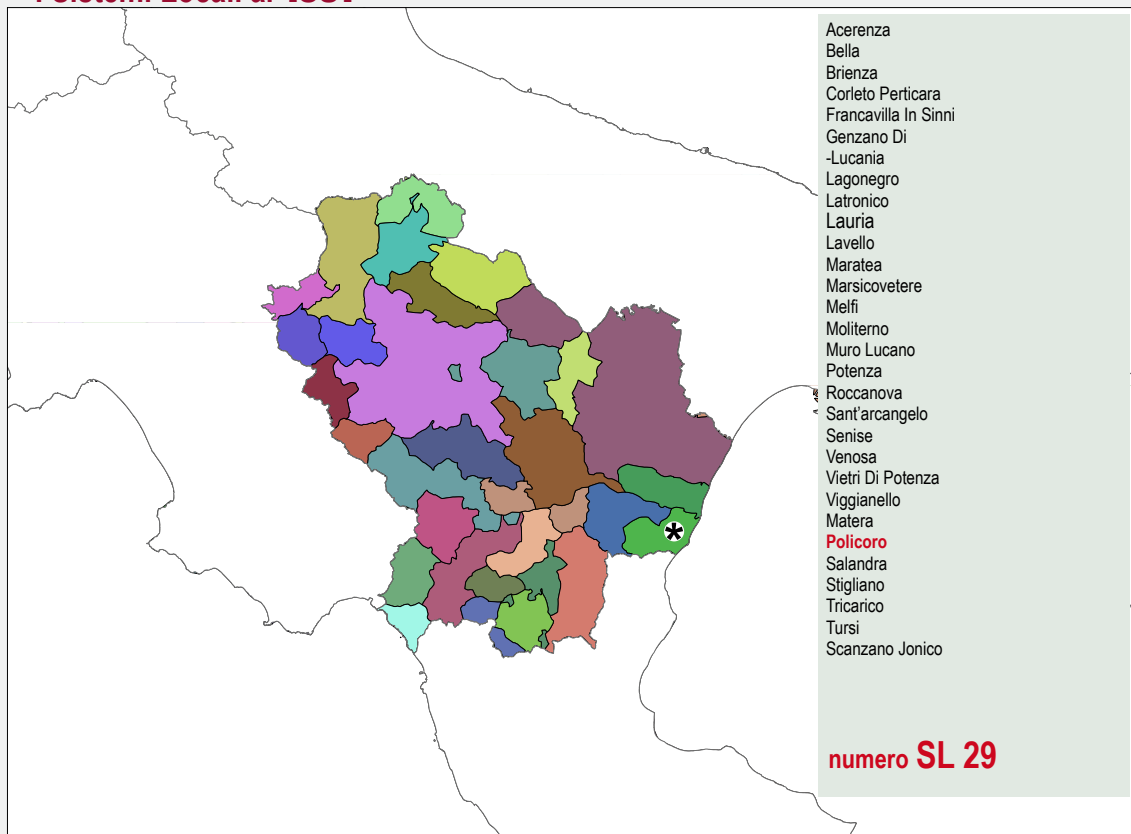 Acerenza
Bella
Brienza
Corleto Perticara
Francavilla In Sinni
Genzano Di
-Lucania
Lagonegro
Latronico
Lauria
Lavello
Maratea
Marsicovetere
Melfi
Moliterno
Muro Lucano
Potenza
Roccanova
Sant'arcangelo
Senise
Venosa
Vietri Di Potenza
Viggianello
Matera
Policoro
Salandra
Stigliano
Tricarico
Tursi
Scanzano Jonico
numero SL 29